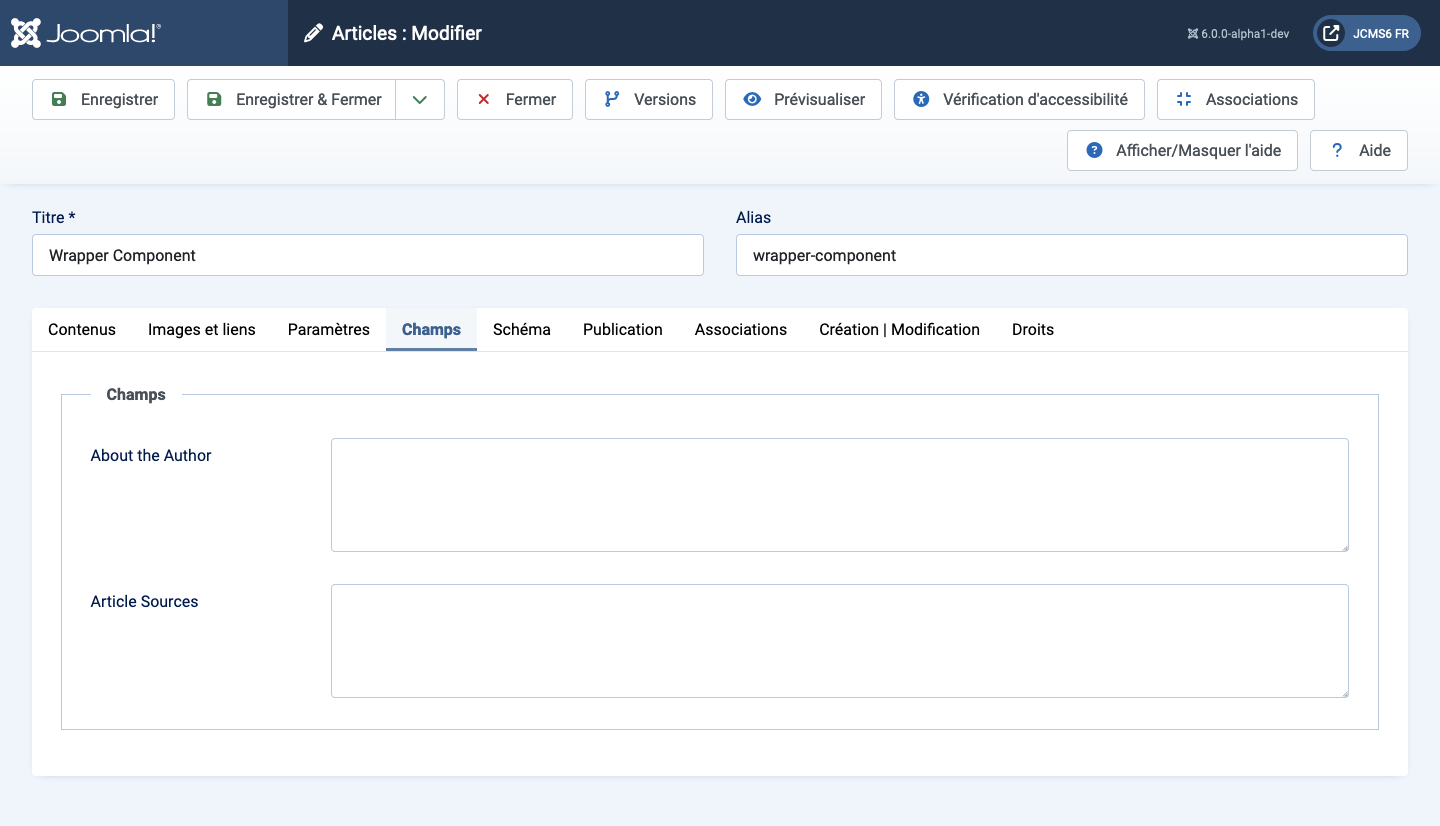 Joomla!® Articles : Modifier 6.0.0-alpha1-dev JCMS6 FR
Enregistrer Enregistrer & Fermer Fermer Versions Prévisualiser Vérification d'accessibilité Associations
Afficher/Masquer l'aide ? Aide
Titre * Alias
Wrapper Component wrapper-component
Contenus Images et liens Paramètres Champs Schéma Publication Associations Création | Modification Droits
Champs
About the Author
Article Sources